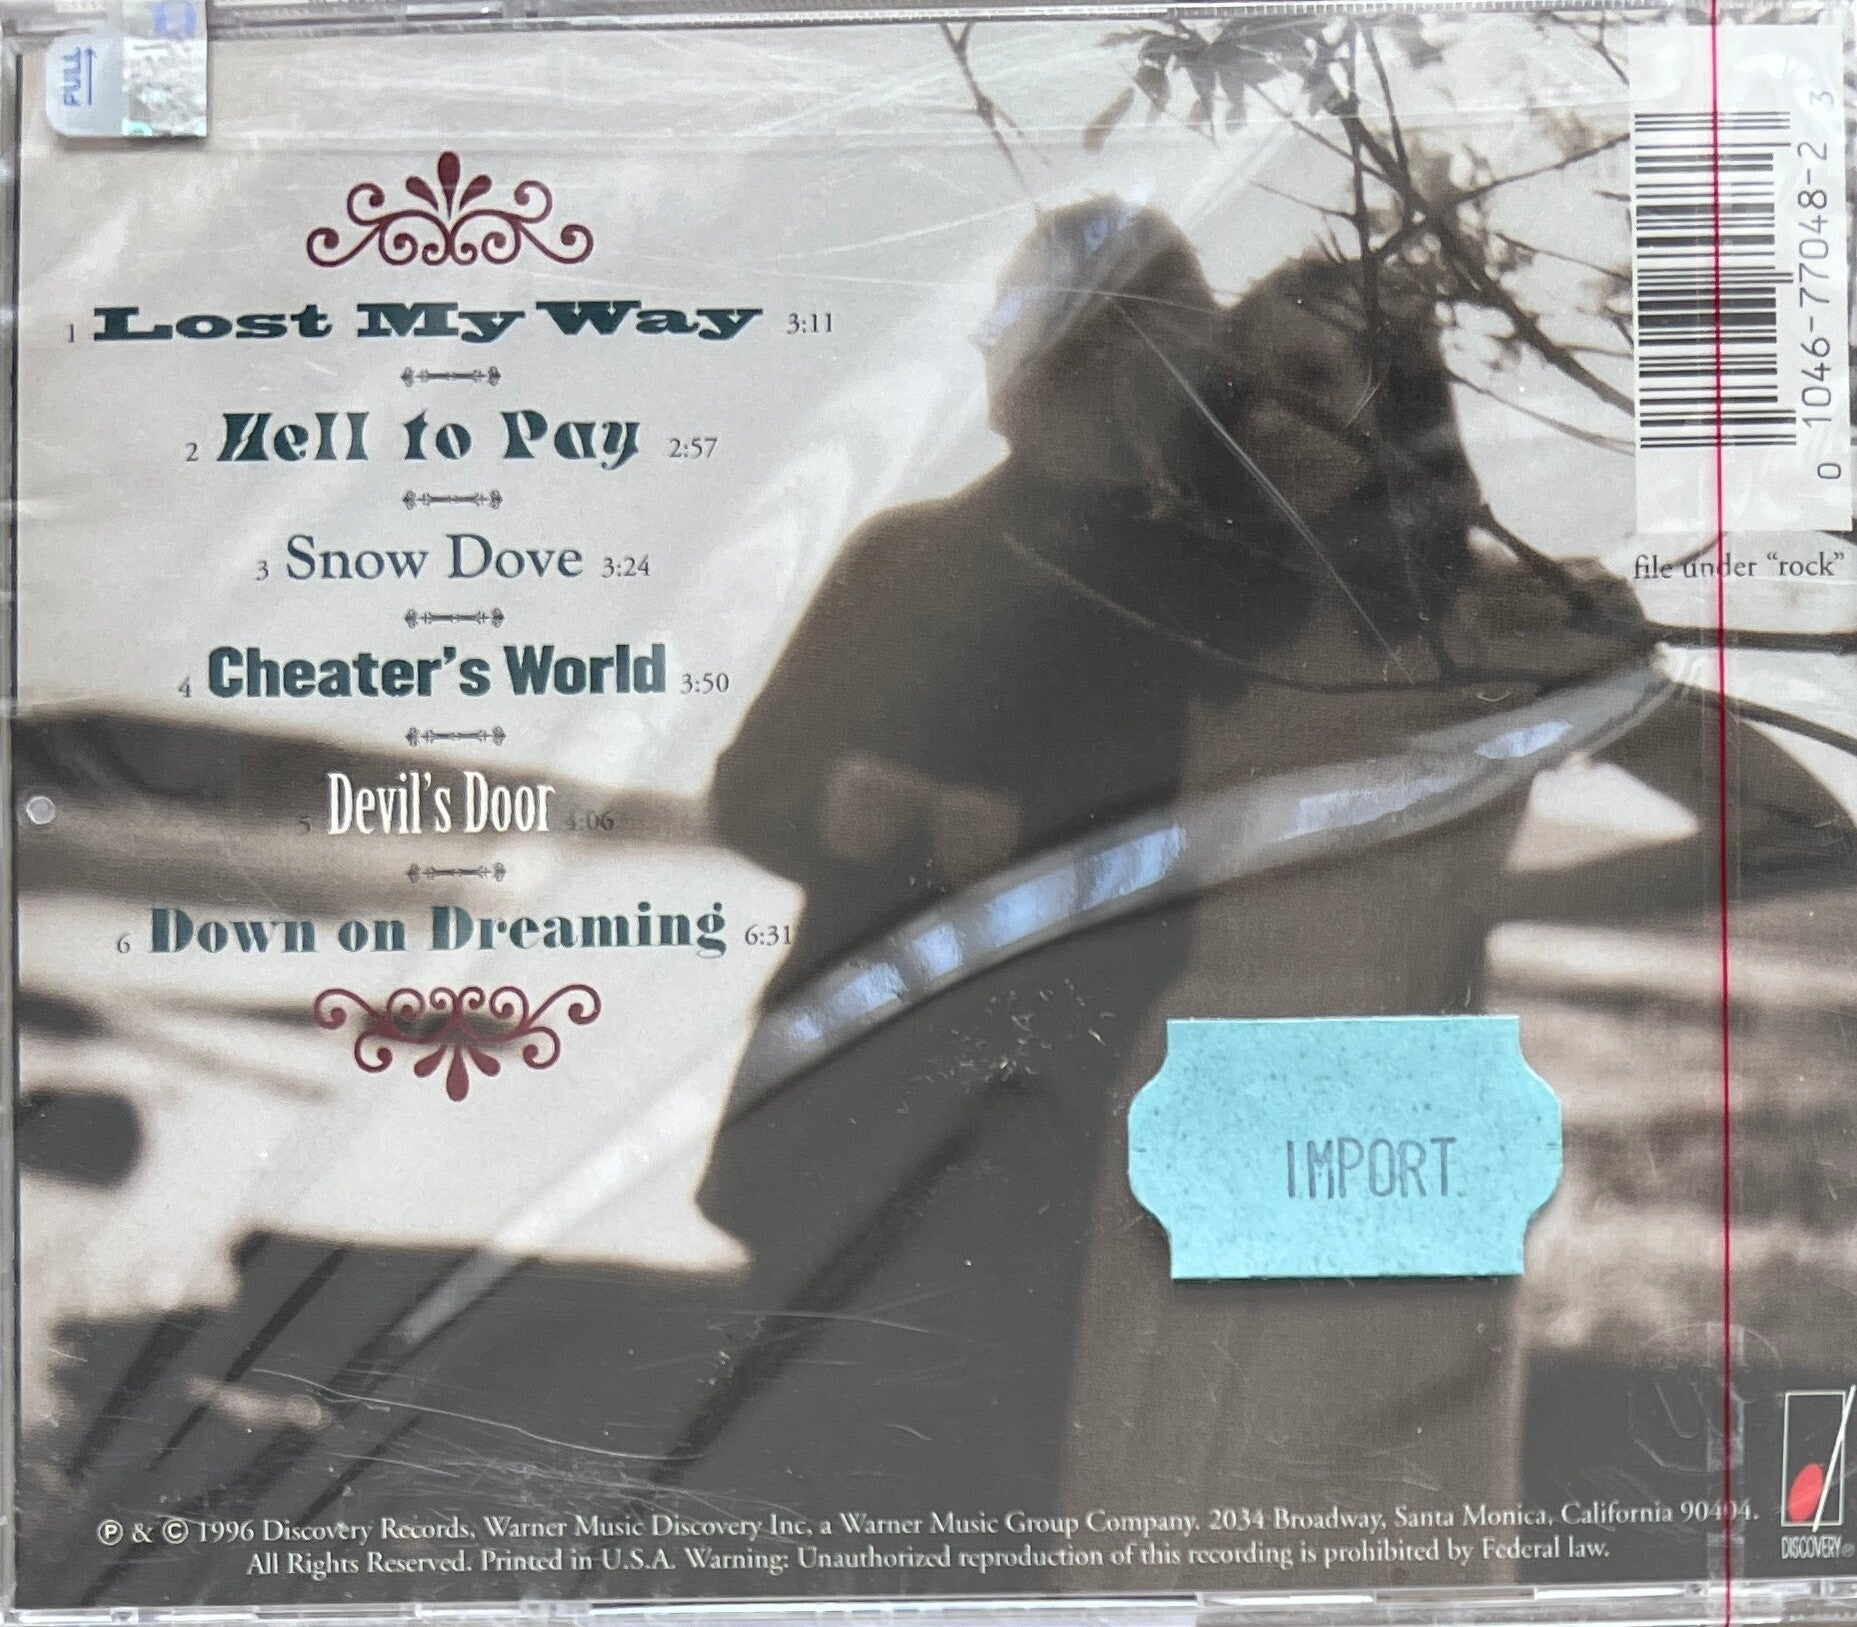 PULL
1 Lost My Way 3:11
2 Hell to Pay 2:57
3 Snow Dove 3:24
4 Cheater's World 3:50
5 Devil's Door 4:06
6 Down on Dreaming 6:31
0 1046-77048-2 3
file under “rock”
IMPORT
℗ & © 1996 Discovery Records, Warner Music Discovery Inc, a Warner Music Group Company. 2034 Broadway, Santa Monica, California 90404.
All Rights Reserved. Printed in U.S.A. Warning: Unauthorized reproduction of this recording is prohibited by Federal law.
DISCOVERY®